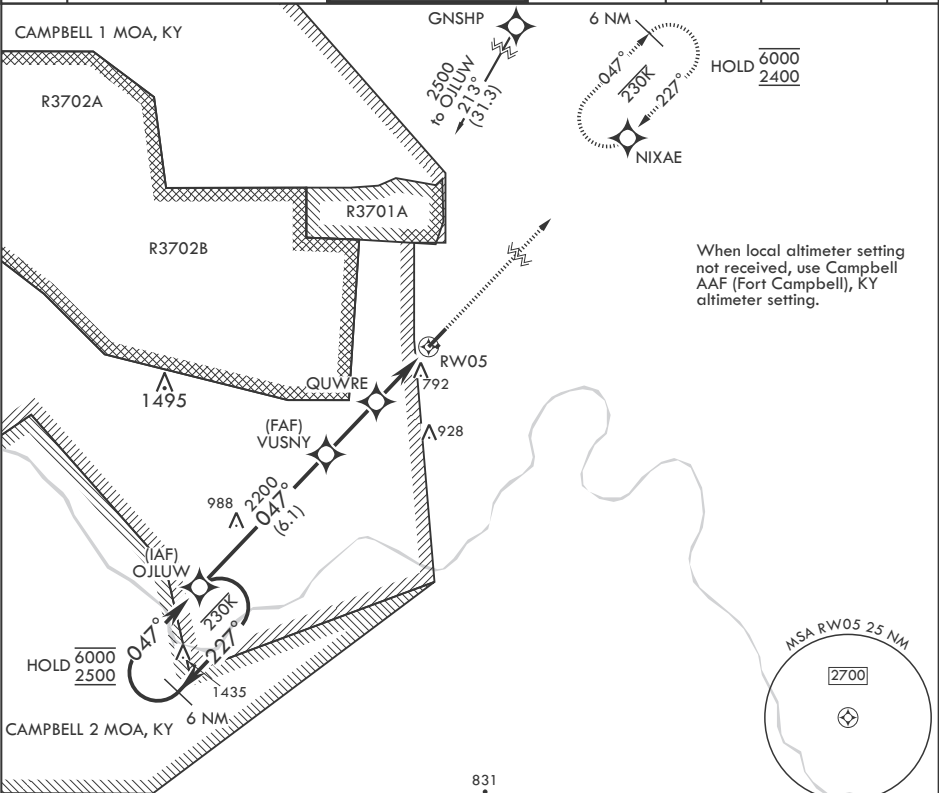 CAMPBELL 1 MOA, KY
GNSHP
2500
to OJLUW
213°
(31.3)
6 NM
047°
230K
227°
HOLD 6000
2400
NIXAE
R3702A
R3701A
R3702B
When local altimeter setting
not received, use Campbell
AAF (Fort Campbell), KY
altimeter setting.
RW05
QUWRE
792
1495
(FAF)
VUSNY
928
988
2200
047°
(6.1)
(IAF)
OJLUW
230K
047°
227°
HOLD 6000
2500
1435
6 NM
CAMPBELL 2 MOA, KY
MSA RW05 25 NM
2700
831